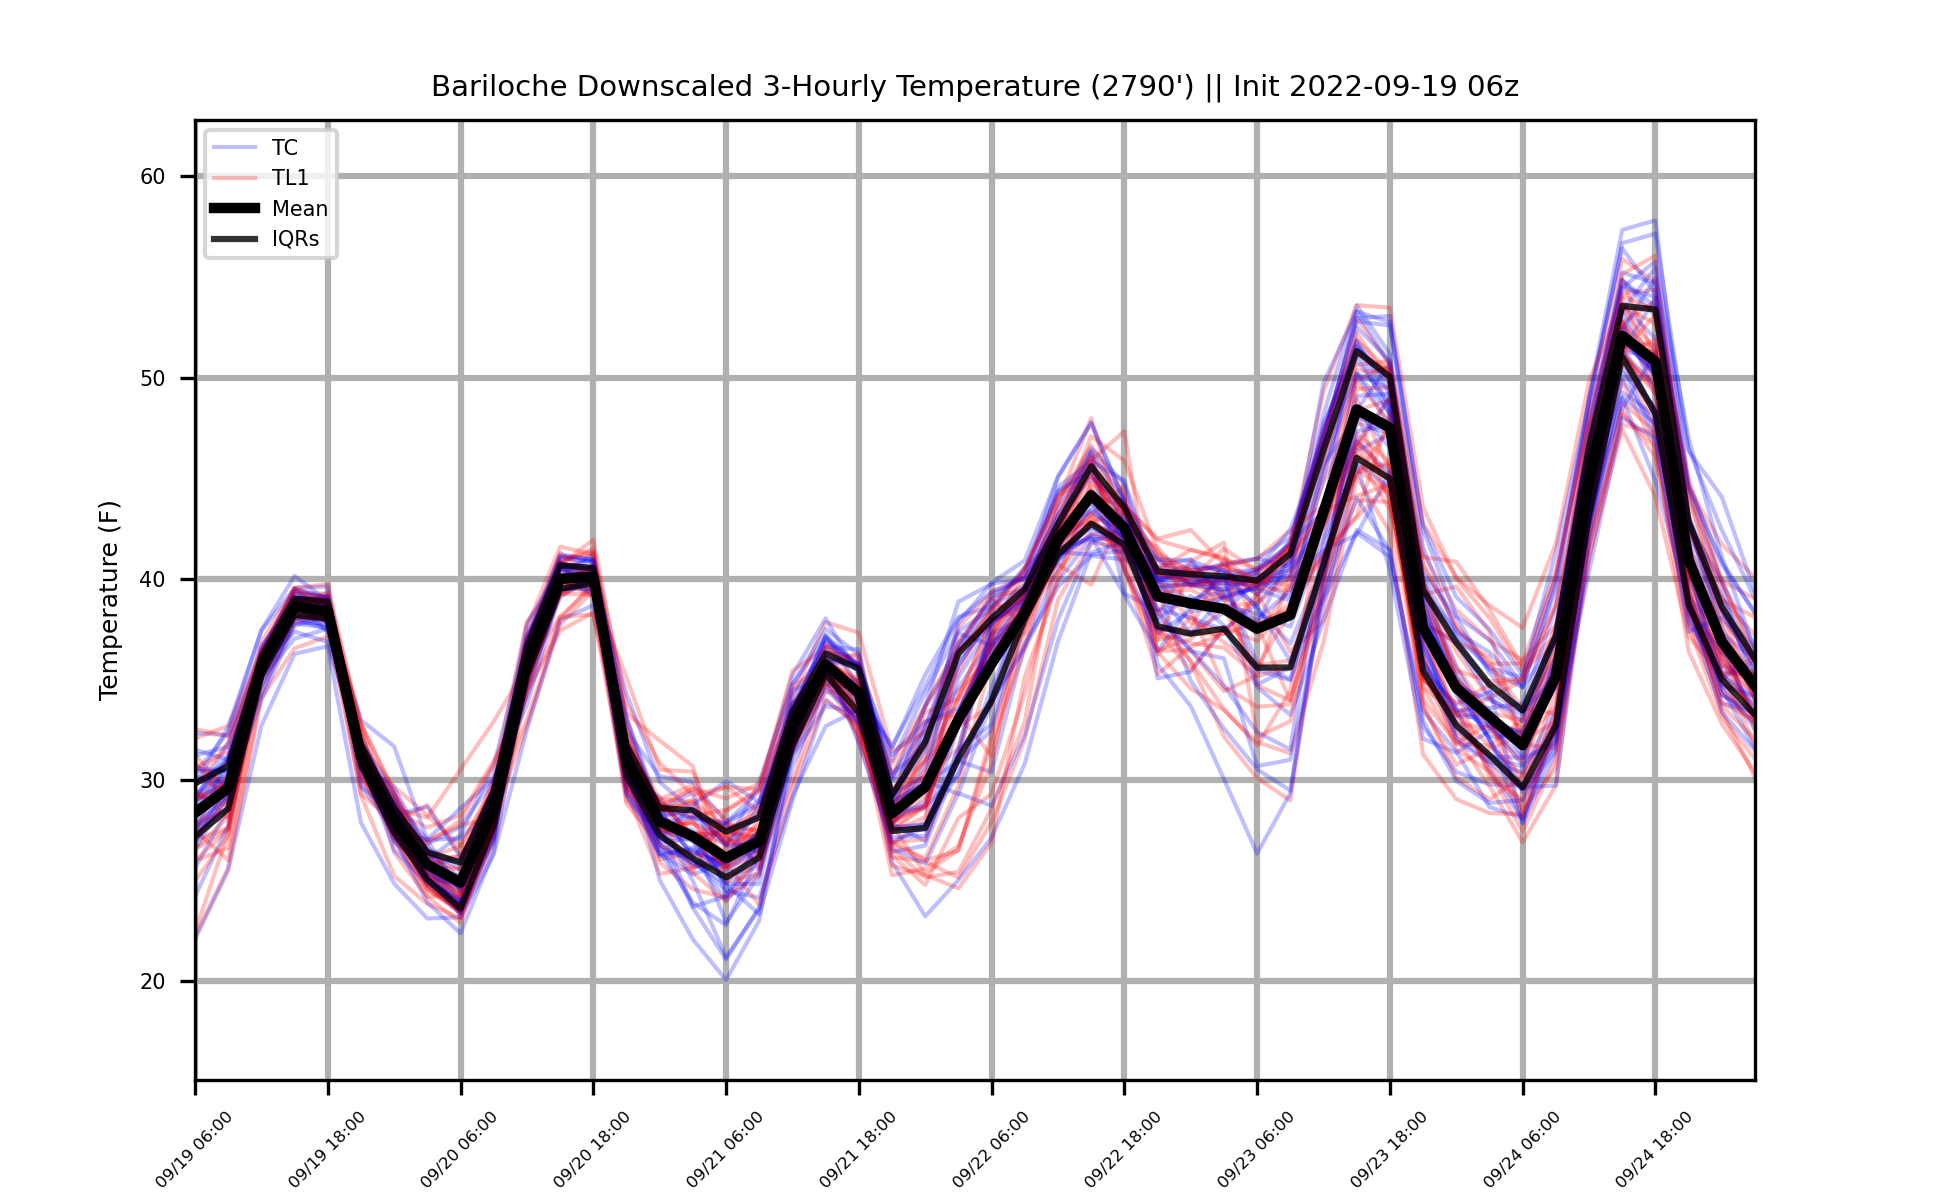 Bariloche Downscaled 3-Hourly Temperature (2790') || Init 2022-09-19 06z
TC
TL1
Mean
IQRs
Temperature (F)
60
50
40
30
20
09/19 06:00
09/19 18:00
09/20 06:00
09/20 18:00
09/21 06:00
09/21 18:00
09/22 06:00
09/22 18:00
09/23 06:00
09/23 18:00
09/24 06:00
09/24 18:00